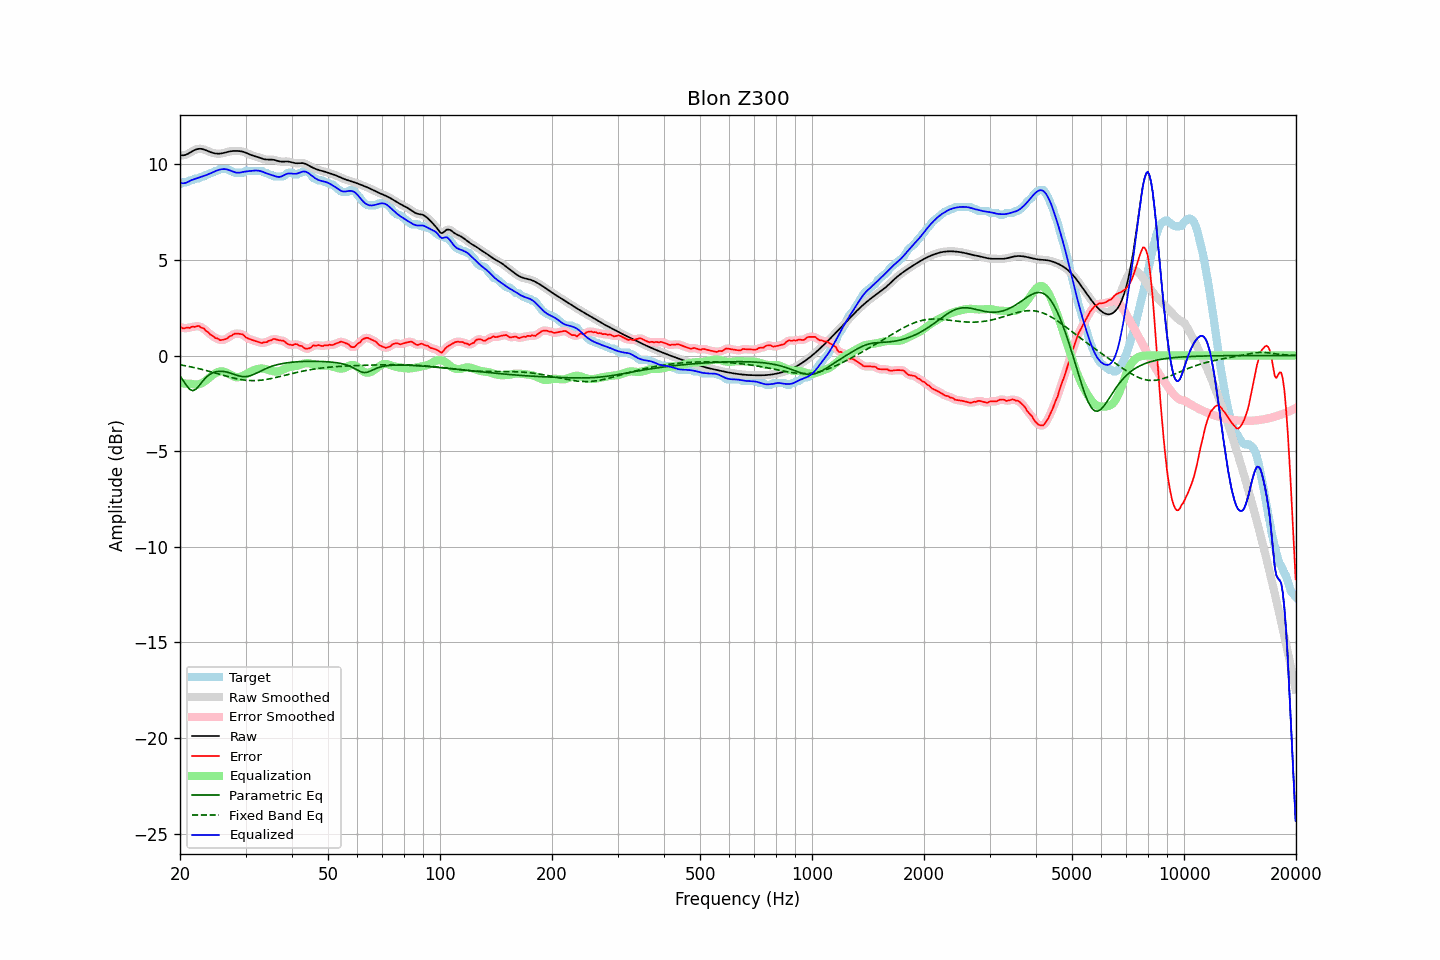 Blon Z300
Amplitude (dBr)
10
5
0
−5
−10
−15
−20
−25
Target
Raw Smoothed
Error Smoothed
Raw
Error
Equalization
Parametric Eq
Fixed Band Eq
Equalized
20 50 100 200 500 1000 2000 5000 10000 20000
Frequency (Hz)